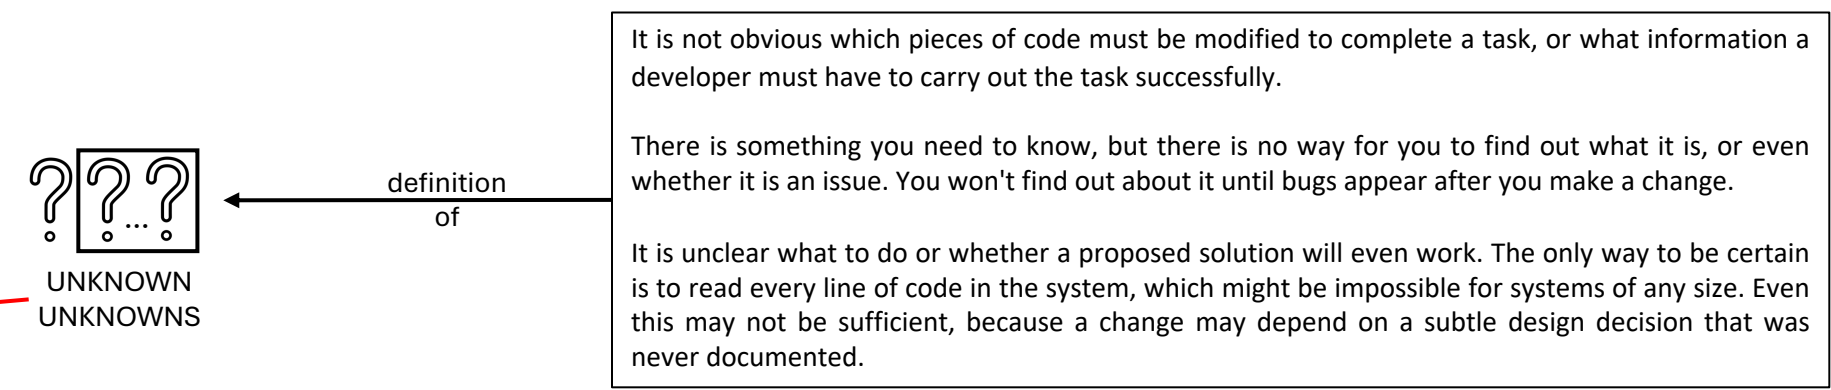 It is not obvious which pieces of code must be modified to complete a task, or what information a
developer must have to carry out the task successfully.
There is something you need to know, but there is no way for you to find out what it is, or even
whether it is an issue. You won't find out about it until bugs appear after you make a change.
It is unclear what to do or whether a proposed solution will even work. The only way to be certain
is to read every line of code in the system, which might be impossible for systems of any size. Even
this may not be sufficient, because a change may depend on a subtle design decision that was
never documented.
definition
of
? ? ... ?
UNKNOWN
UNKNOWNS